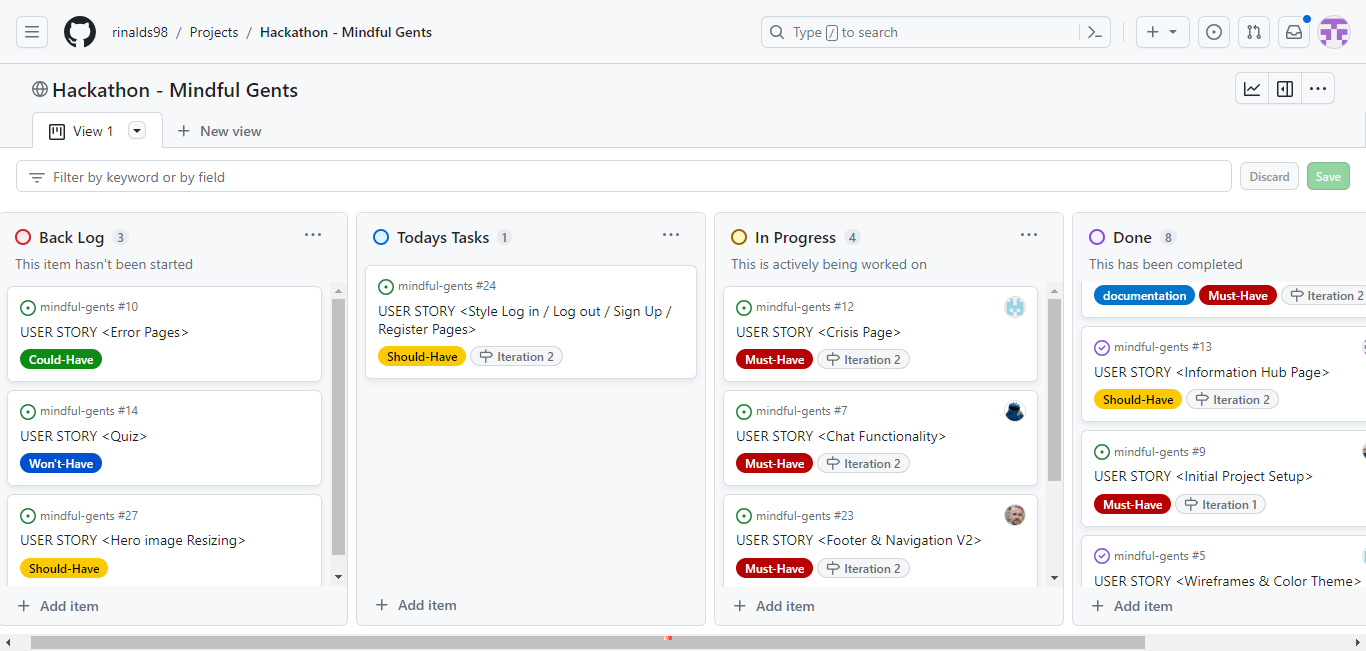 rinalds98 / Projects / Hackathon - Mindful Gents
Type / to search
Hackathon - Mindful Gents
View 1
New view
Filter by keyword or by field
Discard
Save
Back Log 3
This item hasn't been started
mindful-gents #10
USER STORY <Error Pages>
Could-Have
mindful-gents #14
USER STORY <Quiz>
Won't-Have
mindful-gents #27
USER STORY <Hero image Resizing>
Should-Have
Add item
Todays Tasks 1
mindful-gents #24
USER STORY <Style Log in / Log out / Sign Up /
Register Pages>
Should-Have
Iteration 2
Add item
In Progress 4
This is actively being worked on
mindful-gents #12
USER STORY <Crisis Page>
Must-Have
Iteration 2
mindful-gents #7
USER STORY <Chat Functionality>
Must-Have
Iteration 2
mindful-gents #23
USER STORY <Footer & Navigation V2>
Must-Have
Iteration 2
Add item
Done 8
This has been completed
documentation
Must-Have
Iteration 2
mindful-gents #13
USER STORY <Information Hub Page>
Should-Have
Iteration 2
mindful-gents #9
USER STORY <Initial Project Setup>
Must-Have
Iteration 1
mindful-gents #5
USER STORY <Wireframes & Color Theme>
Add item